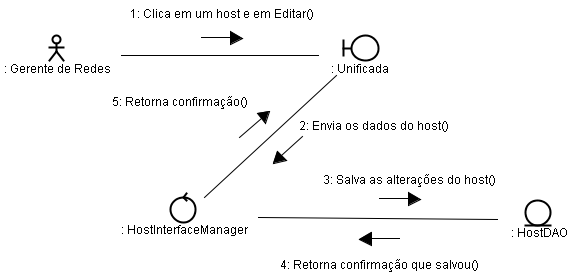 1: Clica em um host e em Editar()
: Gerente de Redes
: Unificada
5: Retorna confirmação()
2: Envia os dados do host()
3: Salva as alterações do host()
: HostInterfaceManager
: HostDAO
4: Retorna confirmação que salvou()